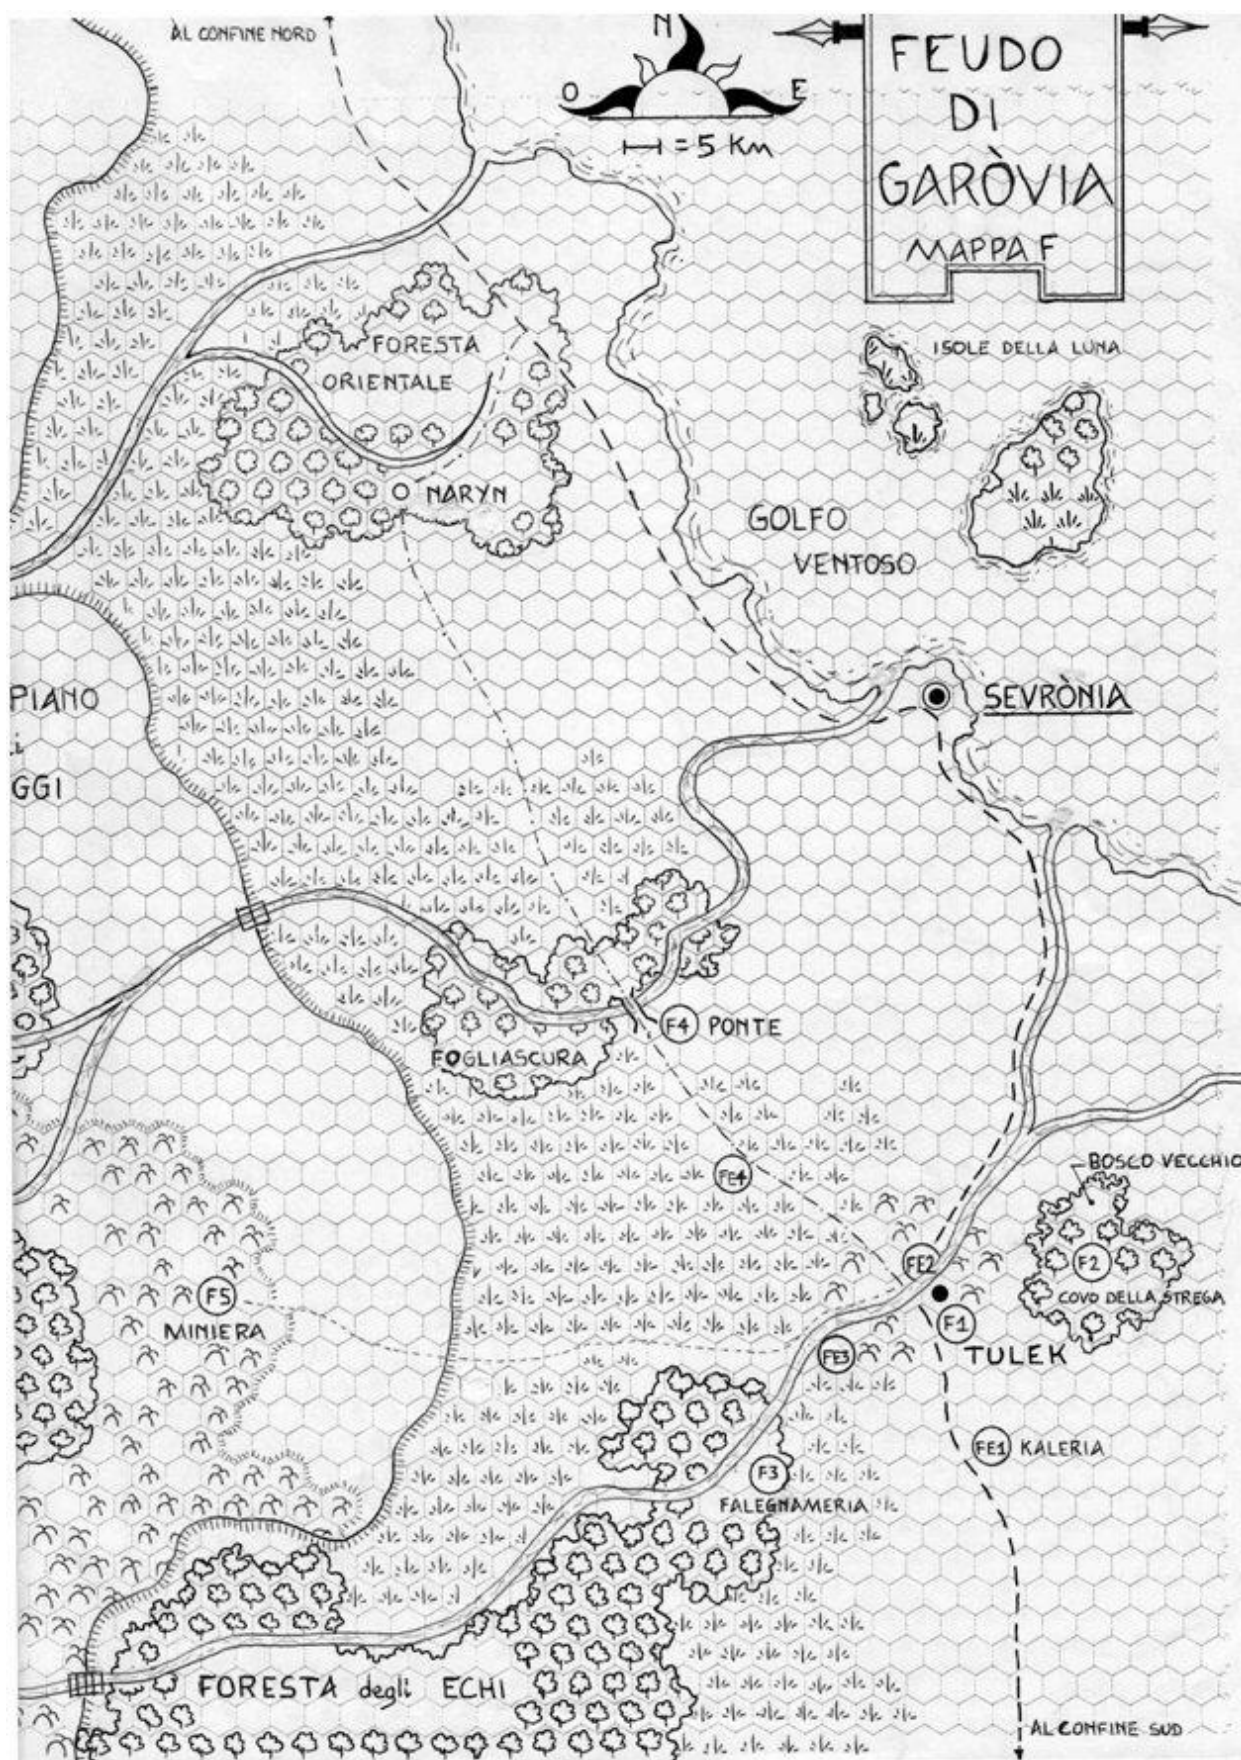 AL CONFINE NORD
N
O E
= 5 Km
FEUDO
DI
GARÒVIA
MAPPA F
ISOLE DELLA LUNA
FORESTA
ORIENTALE
NARYN
GOLFO
VENTOSO
PIANO
GGI
SEVRÒNIA
F4 PONTE
FOGLIASCURA
BOSCO VECCHIO
FE4
FE2
F2
COVO DELLA STREGA
F5
MINIERA
F1
TULEK
FE3
FE1 KALERIA
F3
FALEGNAMERIA
FORESTA degli ECHI
AL CONFINE SUD